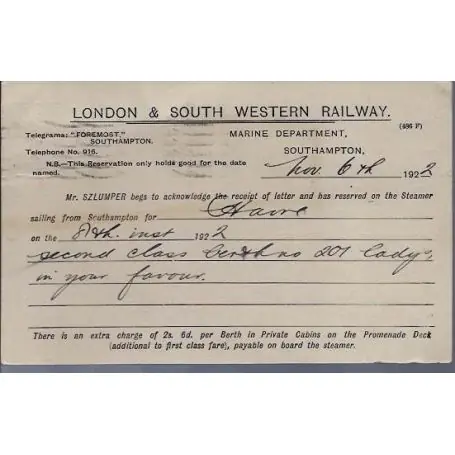 LONDON & SOUTH WESTERN RAILWAY.
(486 F)
Telegrams: "FOREMOST,"
SOUTHAMPTON.
Telephone No. 916.
MARINE DEPARTMENT,
SOUTHAMPTON,
N.B.—This Reservation only holds good for the date named.
Nov. 6th 1922
Mr. SZLUMPER begs to acknowledge the receipt of letter and has reserved on the Steamer
sailing from Southampton for Havre
on the 8th. inst 1922
second class Berth no 201 lady's
in your favour.
There is an extra charge of 2s. 6d. per Berth in Private Cabins on the Promenade Deck
(additional to first class fare), payable on board the steamer.